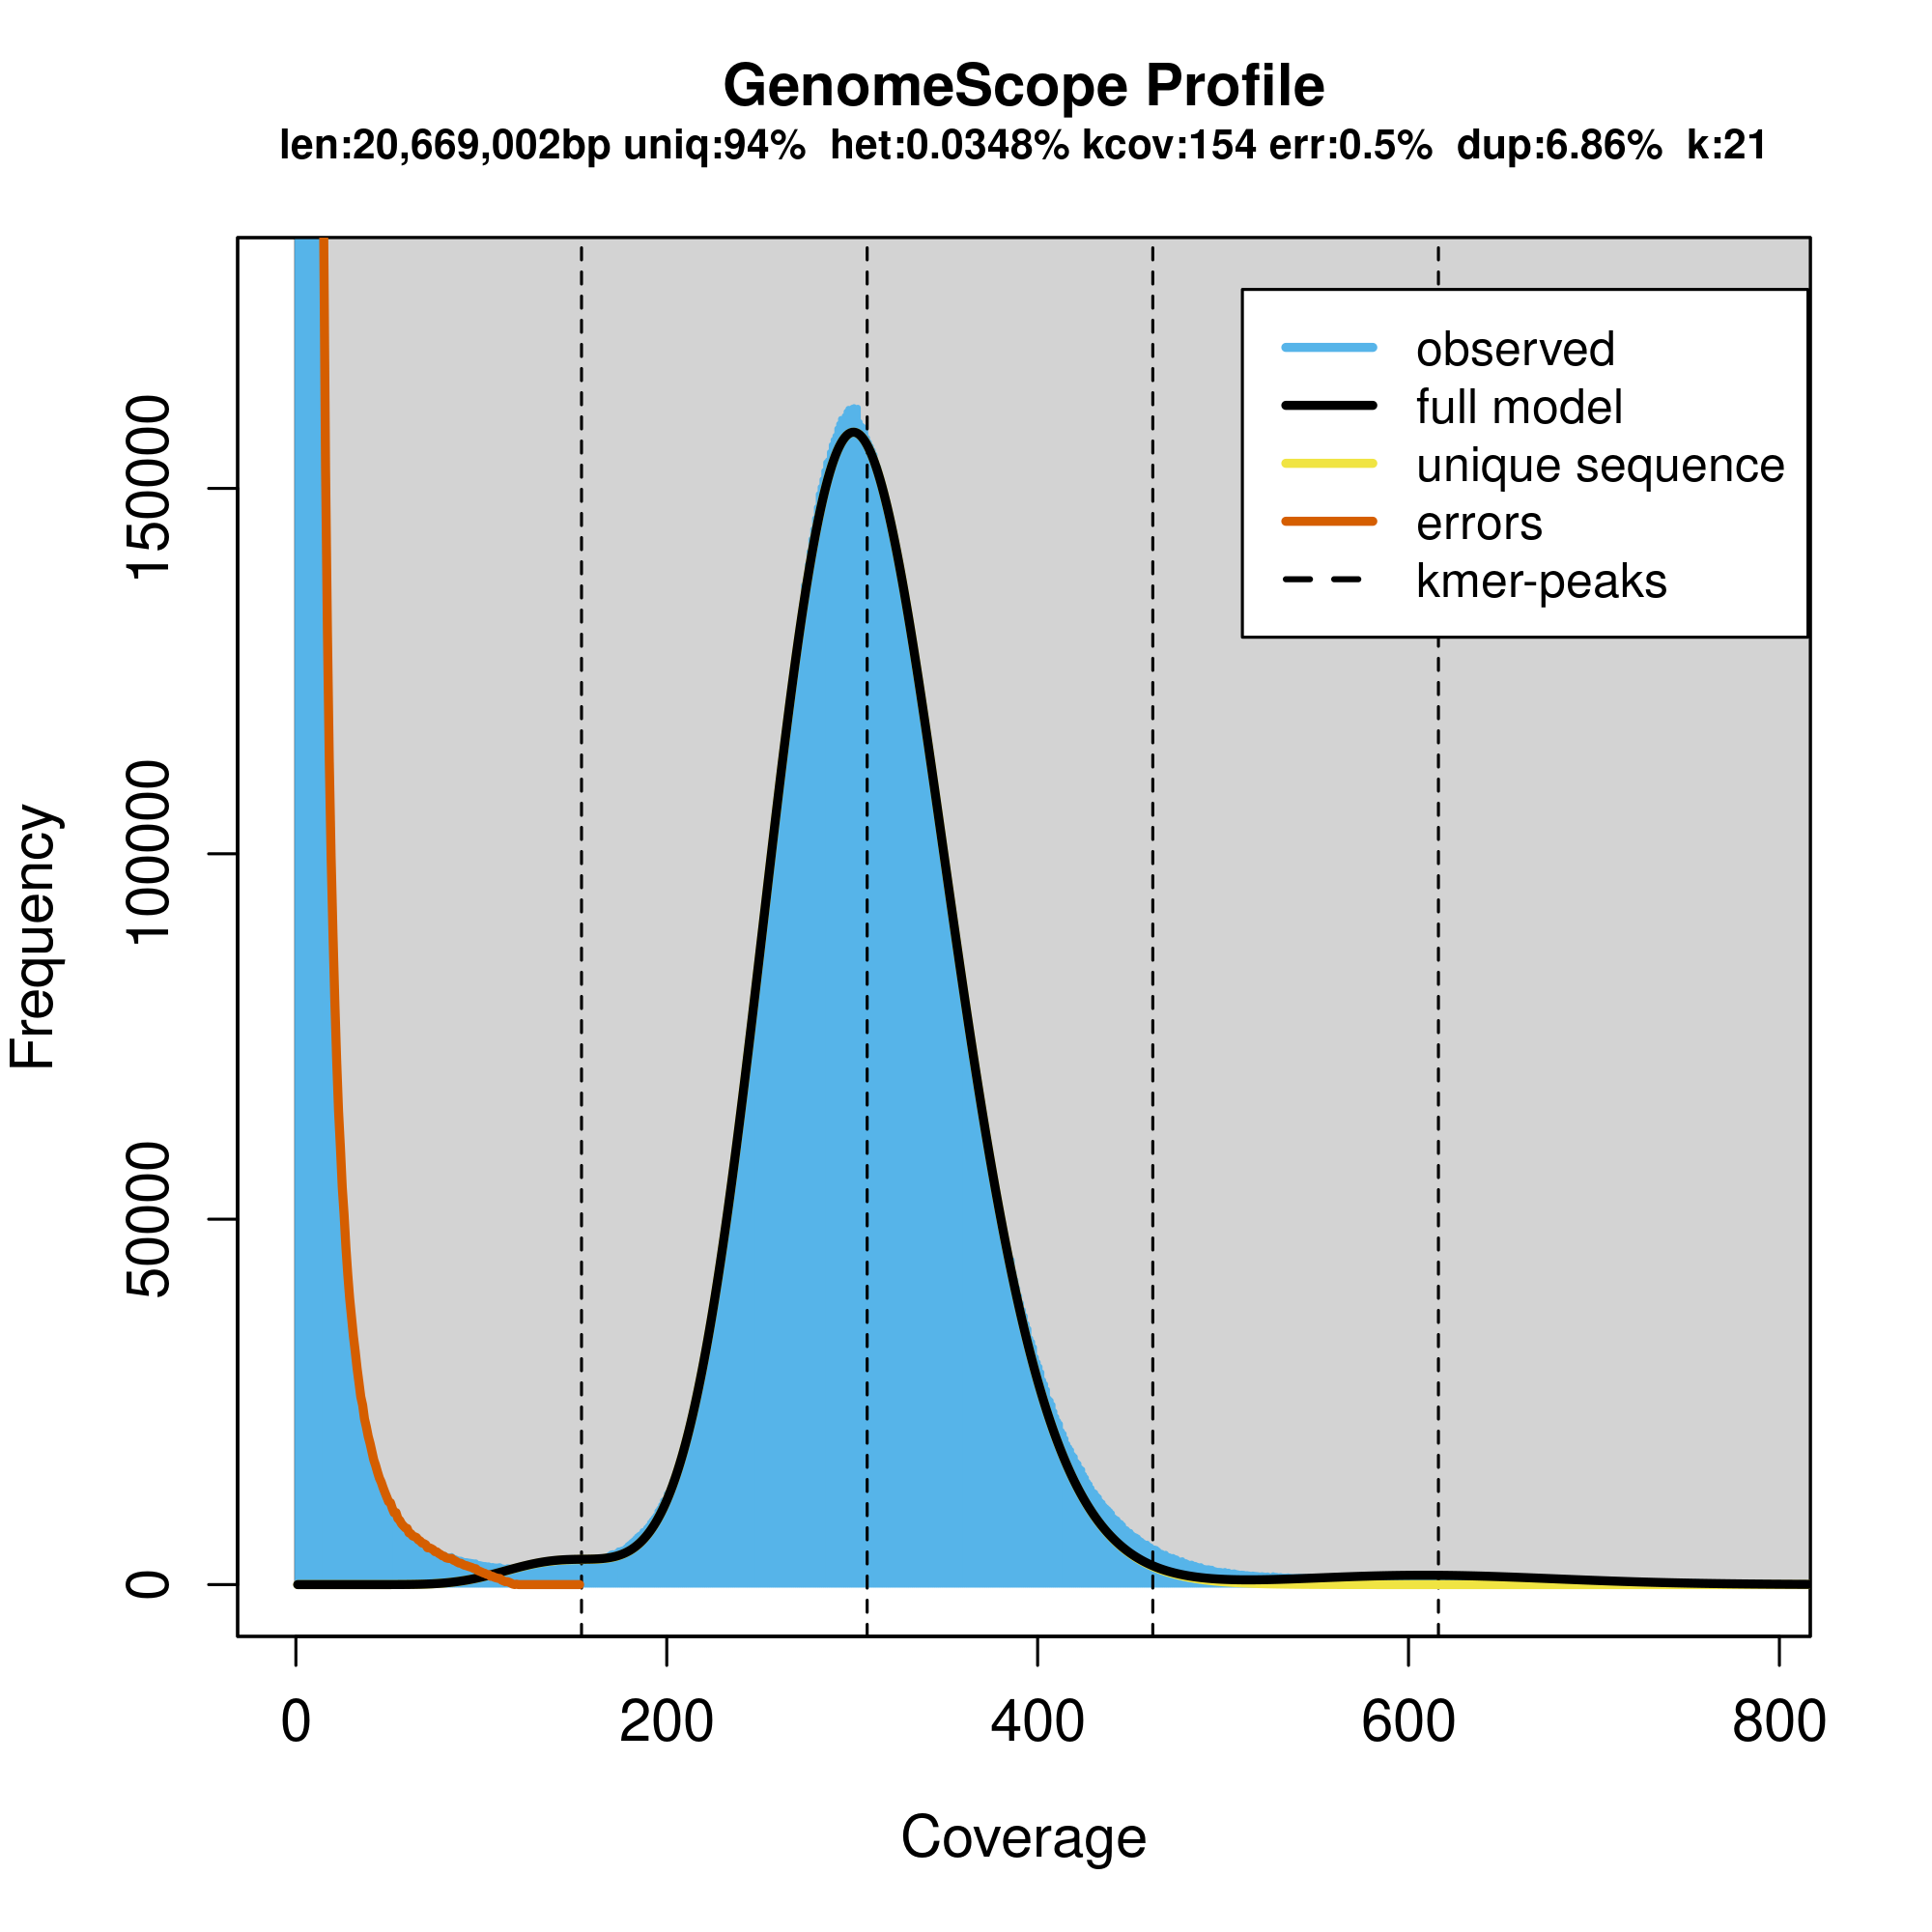 GenomeScope Profile
len:20,669,002bp uniq:94% het:0.0348% kcov:154 err:0.5% dup:6.86% k:21
observed
full model
unique sequence
errors
kmer-peaks
Frequency
150000
100000
50000
0
0 200 400 600 800
Coverage